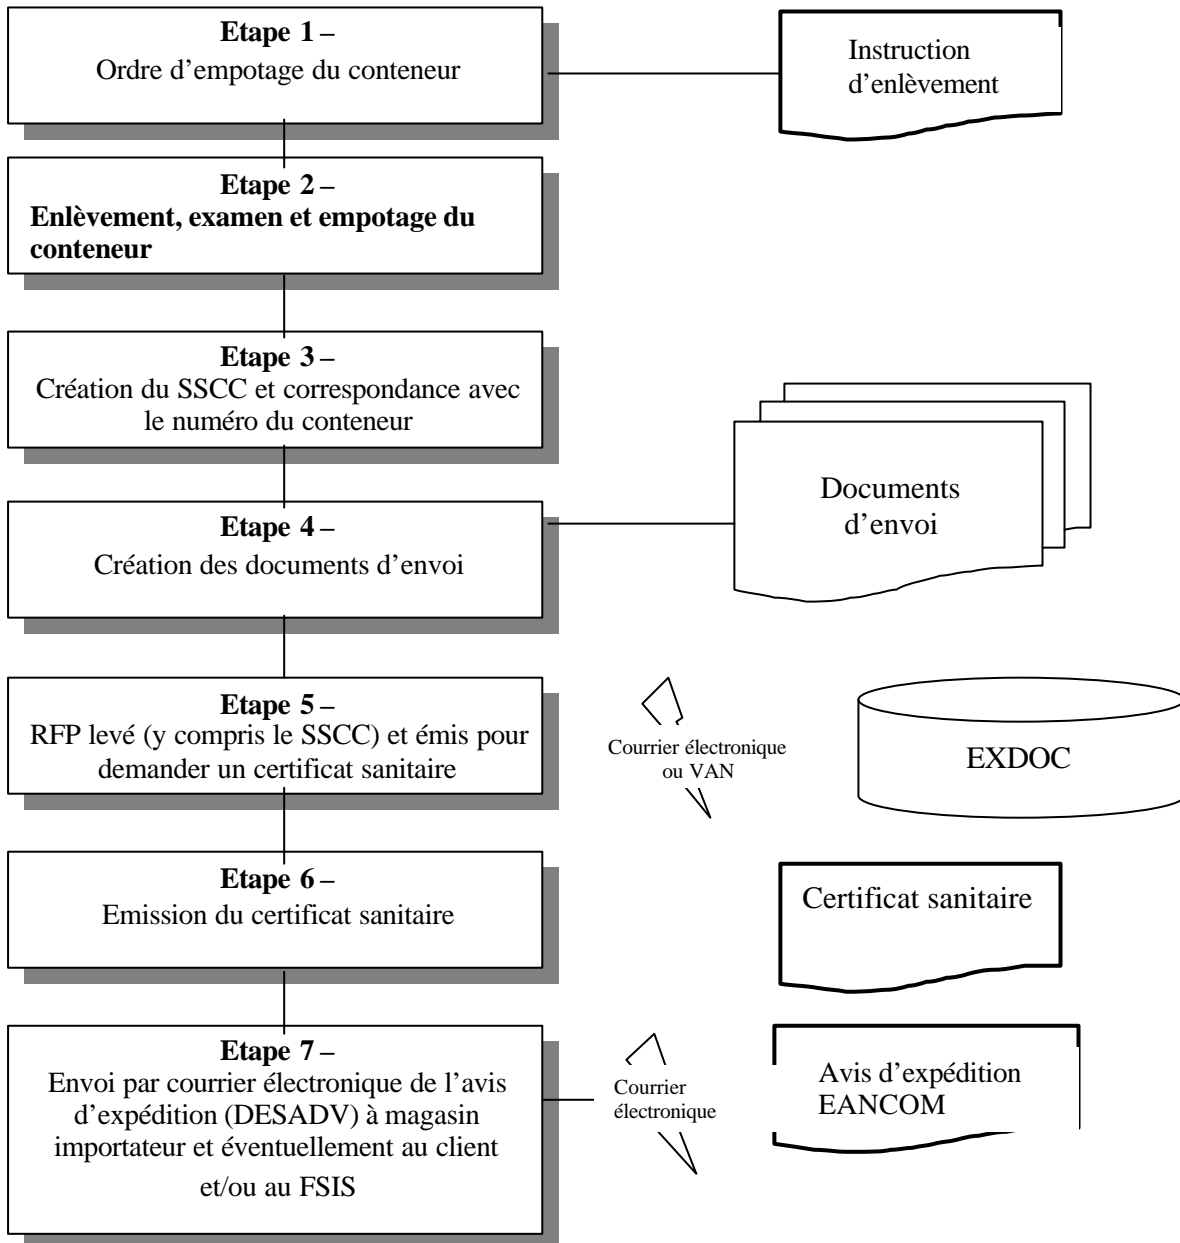 Etape 1 –
Ordre d’empotage du conteneur
Instruction
d’enlèvement
Etape 2 –
Enlèvement, examen et empotage du
conteneur
Etape 3 –
Création du SSCC et correspondance avec
le numéro du conteneur
Etape 4 –
Création des documents d’envoi
Documents
d’envoi
Etape 5 –
RFP levé (y compris le SSCC) et émis pour
demander un certificat sanitaire
Courrier électronique
ou VAN
EXDOC
Etape 6 –
Emission du certificat sanitaire
Certificat sanitaire
Etape 7 –
Envoi par courrier électronique de l’avis
d’expédition (DESADV) à magasin
importateur et éventuellement au client
et/ou au FSIS
Courrier
électronique
Avis d’expédition
EANCOM